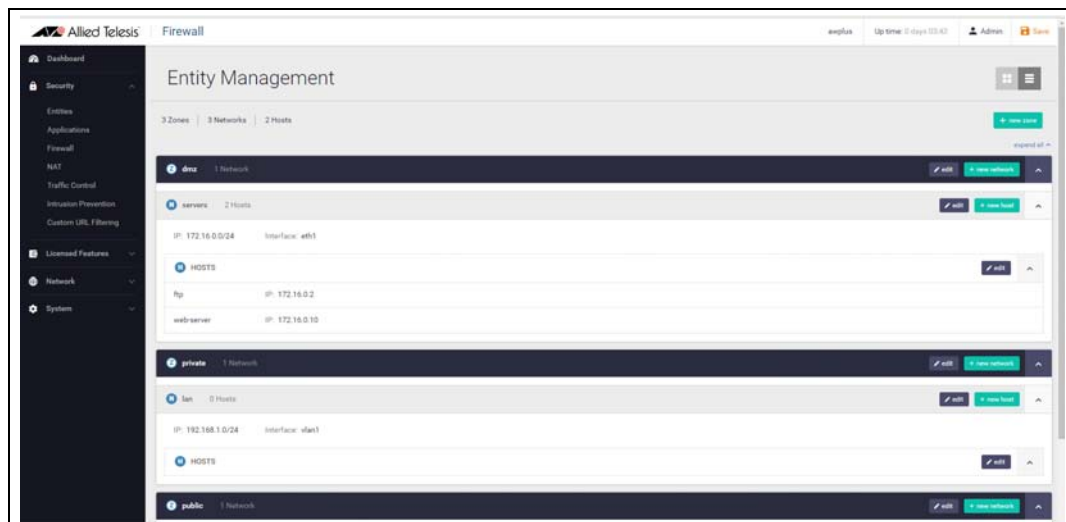 Allied Telesis Firewall awplus Up time: 0 days 03:43 Admin Save
Dashboard
Security
Entities
Applications
Firewall
NAT
Traffic Control
Intrusion Prevention
Custom URL Filtering
Licensed Features
Network
System
Entity Management
3 Zones | 3 Networks | 2 Hosts + new zone
expand all
Z dmz 1 Network edit + new network
N servers 2 Hosts edit + new host
IP: 172.16.0.0/24 Interface: eth1
H HOSTS edit
ftp IP: 172.16.0.2
web-server IP: 172.16.0.10
Z private 1 Network edit + new network
N lan 0 Hosts edit + new host
IP: 192.168.1.0/24 Interface: vlan1
H HOSTS edit
Z public 1 Network edit + new network